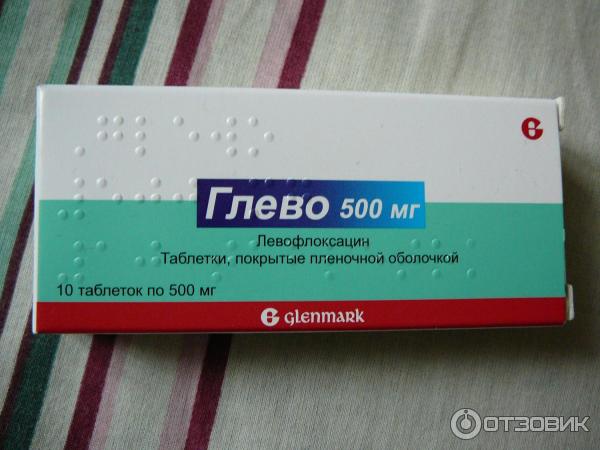 Глево 500 мг
Левофлоксацин
Таблетки, покрытые пленочной оболочкой
10 таблеток по 500 мг
glenmark
ОТЗОВИК